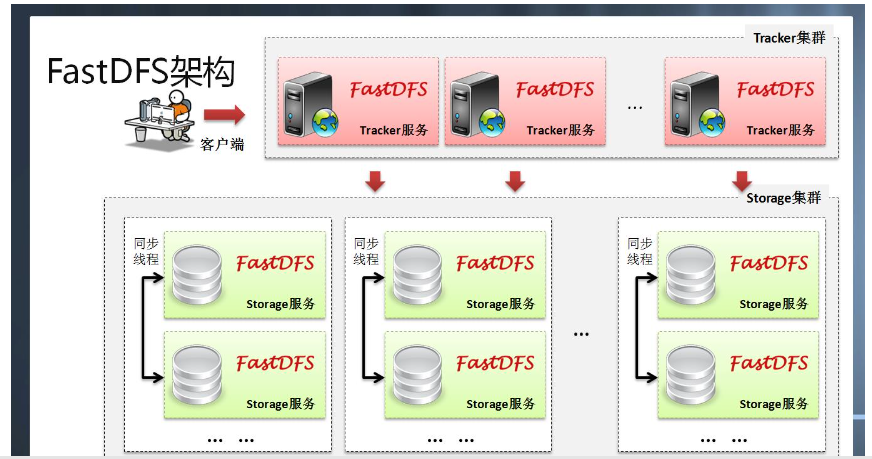 Tracker集群
FastDFS架构
FastDFS
Tracker服务
FastDFS
Tracker服务
...
FastDFS
Tracker服务
客户端
Storage集群
同步
线程
FastDFS
Storage服务
FastDFS
Storage服务
... ...
同步
线程
FastDFS
Storage服务
FastDFS
Storage服务
... ...
...
同步
线程
FastDFS
Storage服务
FastDFS
Storage服务
... ...